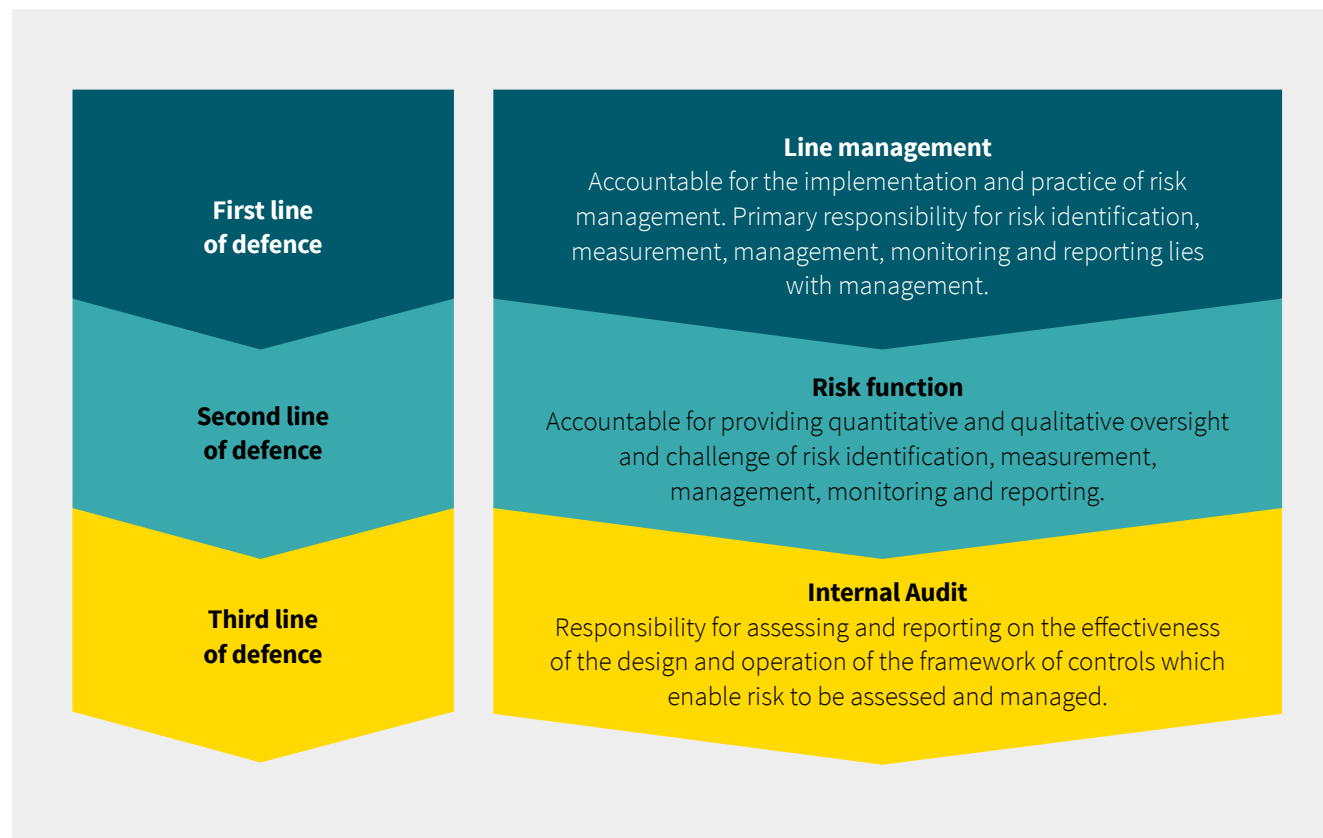 First line
of defence
Line management
Accountable for the implementation and practice of risk
management. Primary responsibility for risk identification,
measurement, management, monitoring and reporting lies
with management.
Second line
of defence
Risk function
Accountable for providing quantitative and qualitative oversight
and challenge of risk identification, measurement,
management, monitoring and reporting.
Third line
of defence
Internal Audit
Responsibility for assessing and reporting on the effectiveness
of the design and operation of the framework of controls which
enable risk to be assessed and managed.